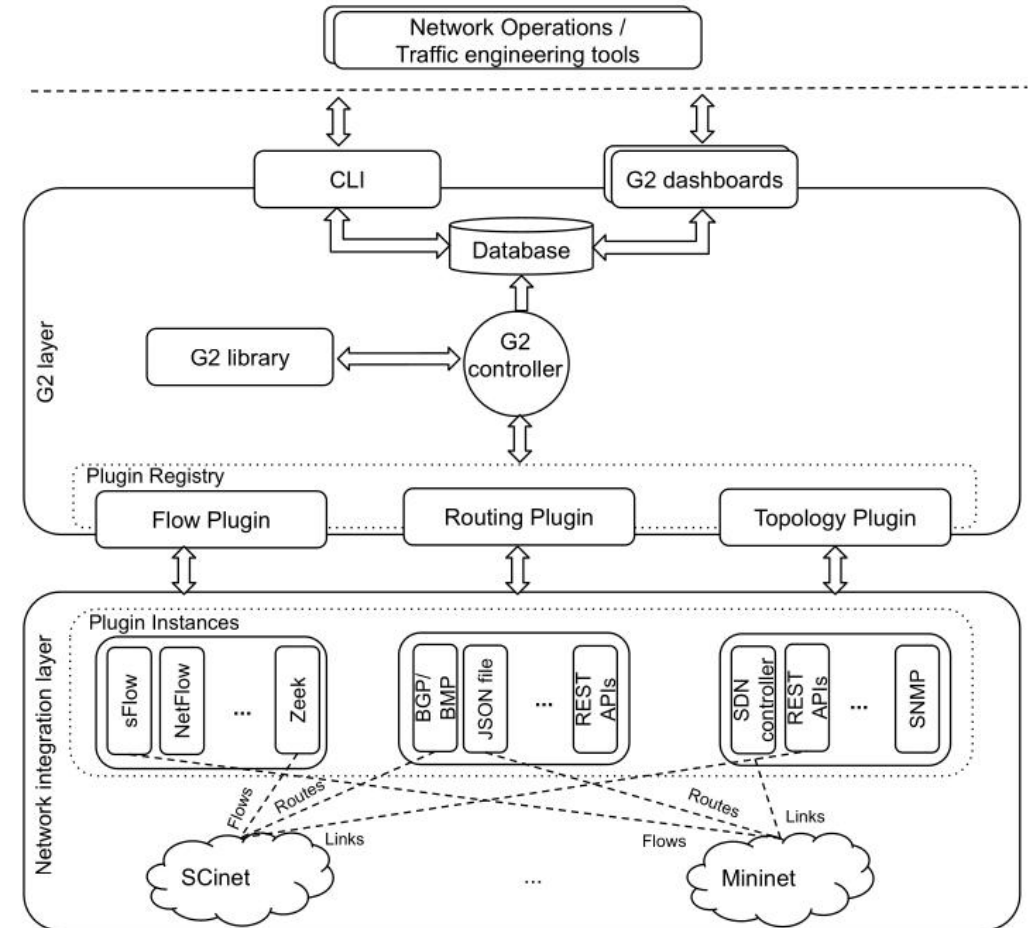 Network Operations /
Traffic engineering tools
CLI
G2 dashboards
Database
G2 library
G2
controller
G2 layer
Plugin Registry
Flow Plugin
Routing Plugin
Topology Plugin
Network integration layer
Plugin Instances
sFlow
NetFlow
...
Zeek
BGP/
BMP
JSON file
...
REST
APIs
SDN
controller
REST
APIs
...
SNMP
Flows
Routes
Links
Routes
Links
Flows
SCinet
...
Mininet